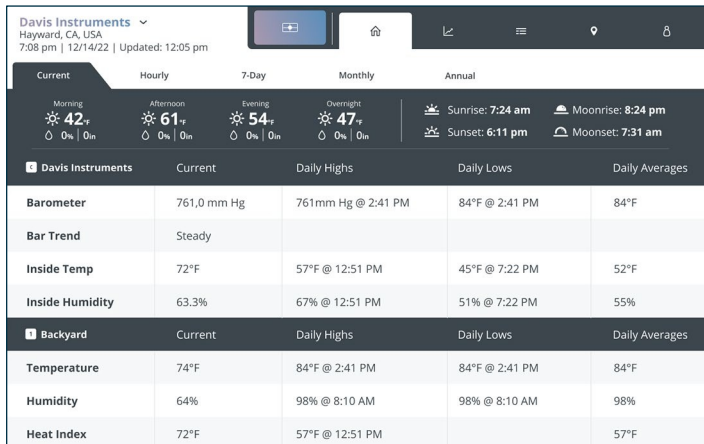 Davis Instruments
Hayward, CA, USA
7:08 pm | 12/14/22 | Updated: 12:05 pm
Current Hourly 7-Day Monthly Annual
Morning Afternoon Evening Overnight
42°F 61°F 54°F 47°F
0% 0in 0% 0in 0% 0in 0% 0in
Sunrise: 7:24 am Moonrise: 8:24 pm
Sunset: 6:11 pm Moonset: 7:31 am
C Davis Instruments Current Daily Highs Daily Lows Daily Averages
Barometer 761,0 mm Hg 761mm Hg @ 2:41 PM 84°F @ 2:41 PM 84°F
Bar Trend Steady
Inside Temp 72°F 57°F @ 12:51 PM 45°F @ 7:22 PM 52°F
Inside Humidity 63.3% 67% @ 12:51 PM 51% @ 7:22 PM 55%
1 Backyard Current Daily Highs Daily Lows Daily Averages
Temperature 74°F 84°F @ 2:41 PM 84°F @ 2:41 PM 84°F
Humidity 64% 98% @ 8:10 AM 98% @ 8:10 AM 98%
Heat Index 72°F 57°F @ 12:51 PM 57°F